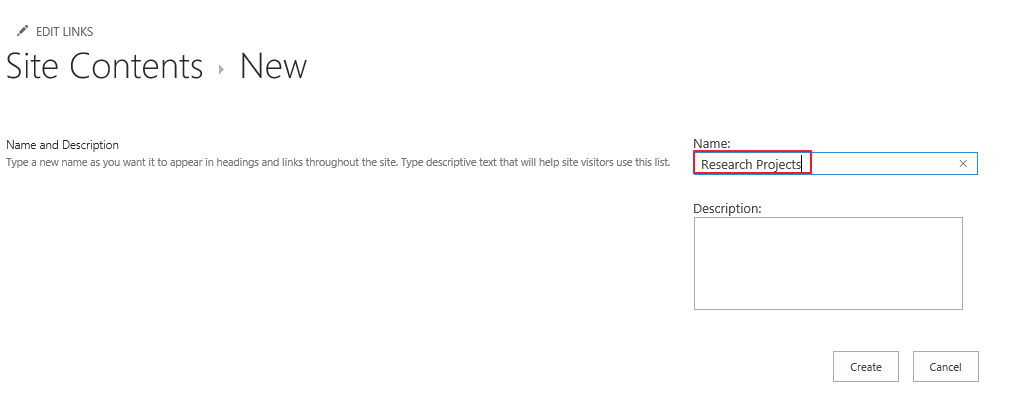 EDIT LINKS
Site Contents ▸ New
Name and Description
Type a new name as you want it to appear in headings and links throughout the site. Type descriptive text that will help site visitors use this list.
Name:
Research Projects
Description:
Create Cancel